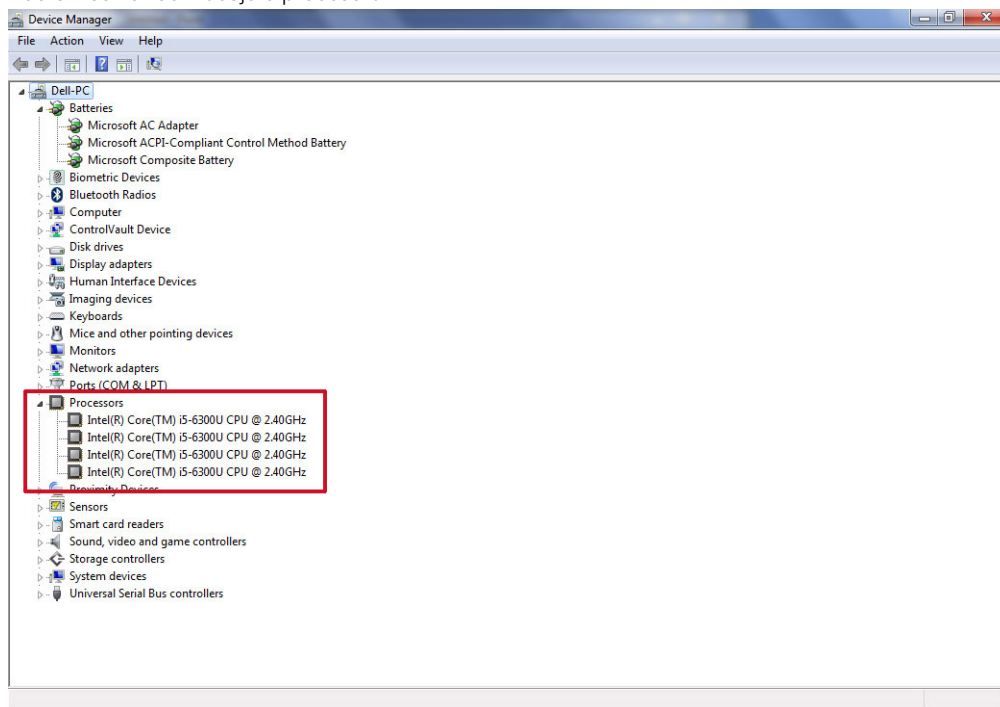 Device Manager
File Action View Help
Dell-PC
Batteries
Microsoft AC Adapter
Microsoft ACPI-Compliant Control Method Battery
Microsoft Composite Battery
Biometric Devices
Bluetooth Radios
Computer
ControlVault Device
Disk drives
Display adapters
Human Interface Devices
Imaging devices
Keyboards
Mice and other pointing devices
Monitors
Network adapters
Ports (COM & LPT)
Processors
Intel(R) Core(TM) i5-6300U CPU @ 2.40GHz
Intel(R) Core(TM) i5-6300U CPU @ 2.40GHz
Intel(R) Core(TM) i5-6300U CPU @ 2.40GHz
Intel(R) Core(TM) i5-6300U CPU @ 2.40GHz
Proximity Devices
Sensors
Smart card readers
Sound, video and game controllers
Storage controllers
System devices
Universal Serial Bus controllers